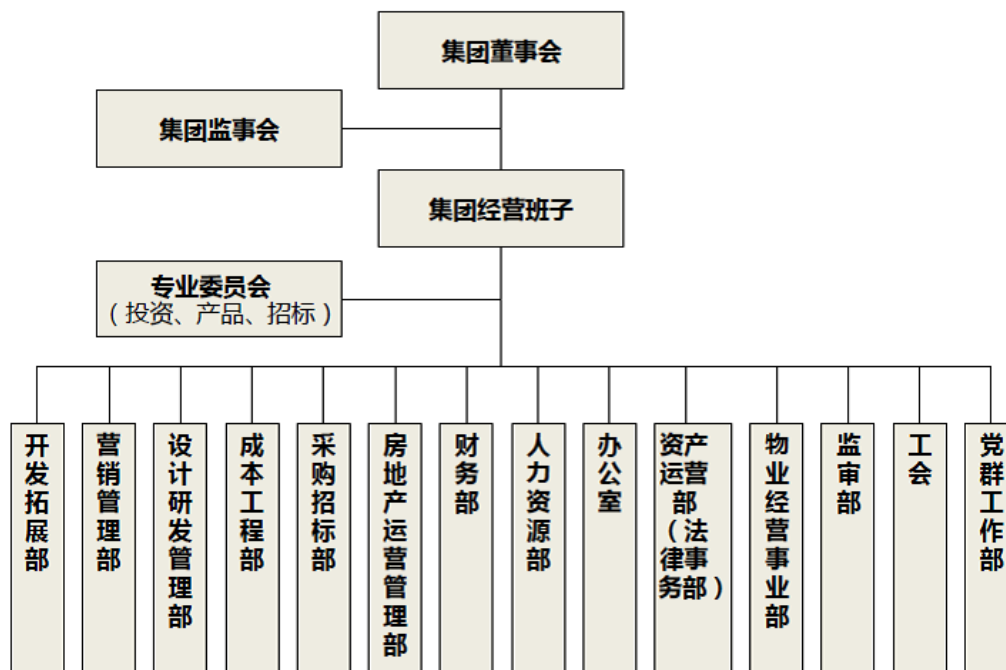 集团董事会
集团监事会
集团经营班子
专业委员会
（投资、产品、招标）
开发拓展部
营销管理部
设计研发管理部
成本工程部
采购招标部
房地产运营管理部
财务部
人力资源部
办公室
资产运营部（法律事务部）
物业经营事业部
监审部
工会
党群工作部